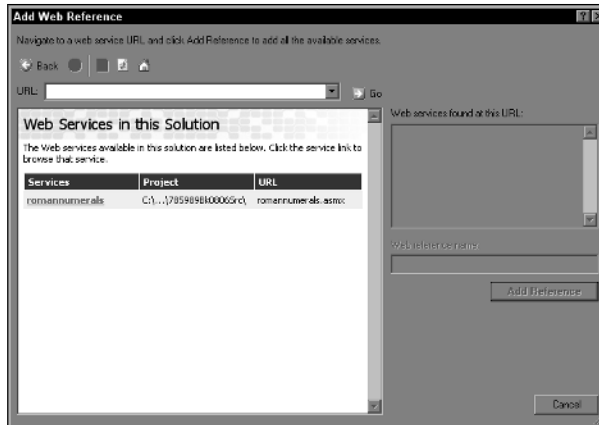 Add Web Reference
Navigate to a web service URL and click Add Reference to add all the available services.
Back
URL:
Go
Web Services in this Solution
The Web services available in this solution are listed below. Click the service link to
browse that service.
Services Project URL
romannumerals romannumerals.asmx
Web services found at this URL:
Web reference name
Add Reference
Cancel